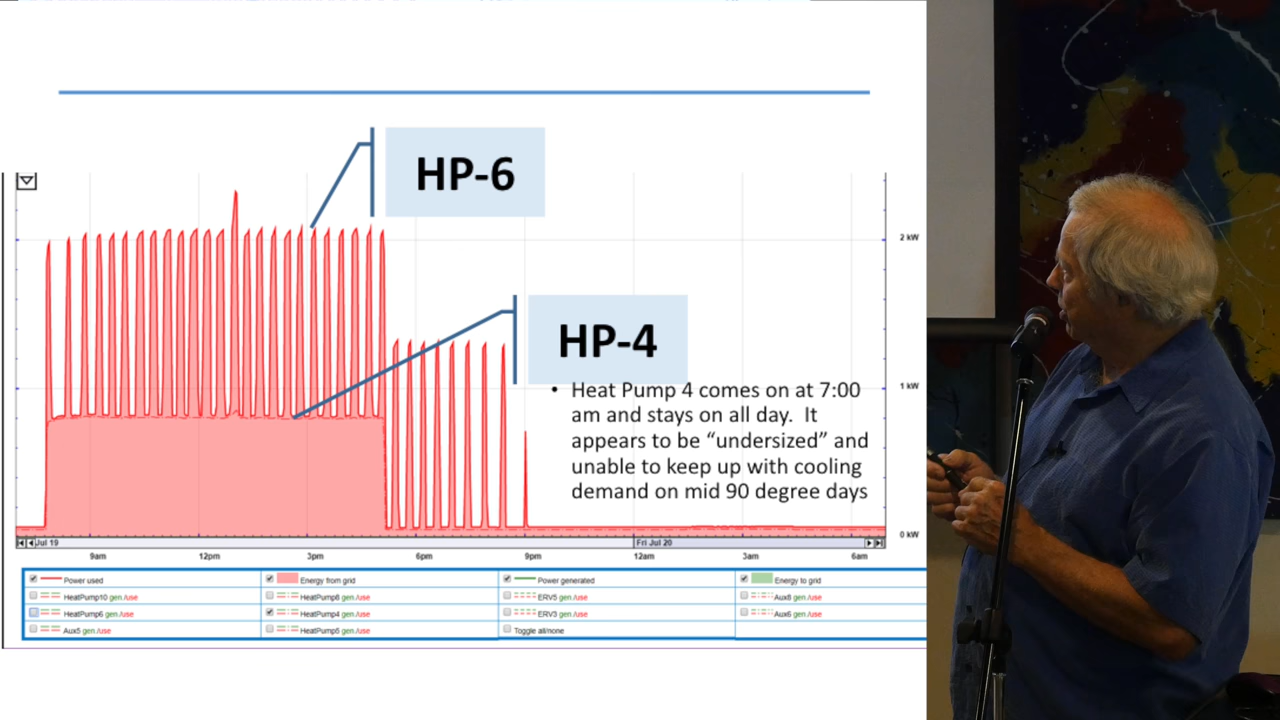 HP-6
2 kW
HP-4
1 kW
• Heat Pump 4 comes on at 7:00
am and stays on all day. It
appears to be “undersized” and
unable to keep up with cooling
demand on mid 90 degree days
0 kW
Jul 19
Fri Jul 20
9am 12pm 3pm 6pm 9pm 12am 3am 6am
Power used Energy from grid Power generated Energy to grid
HeatPump10 gen./use HeatPump8 gen./use ERV5 gen./use Aux8 gen./use
HeatPump6 gen./use HeatPump4 gen./use ERV3 gen./use Aux6 gen./use
Aux5 gen./use HeatPump5 gen./use Toggle all/none